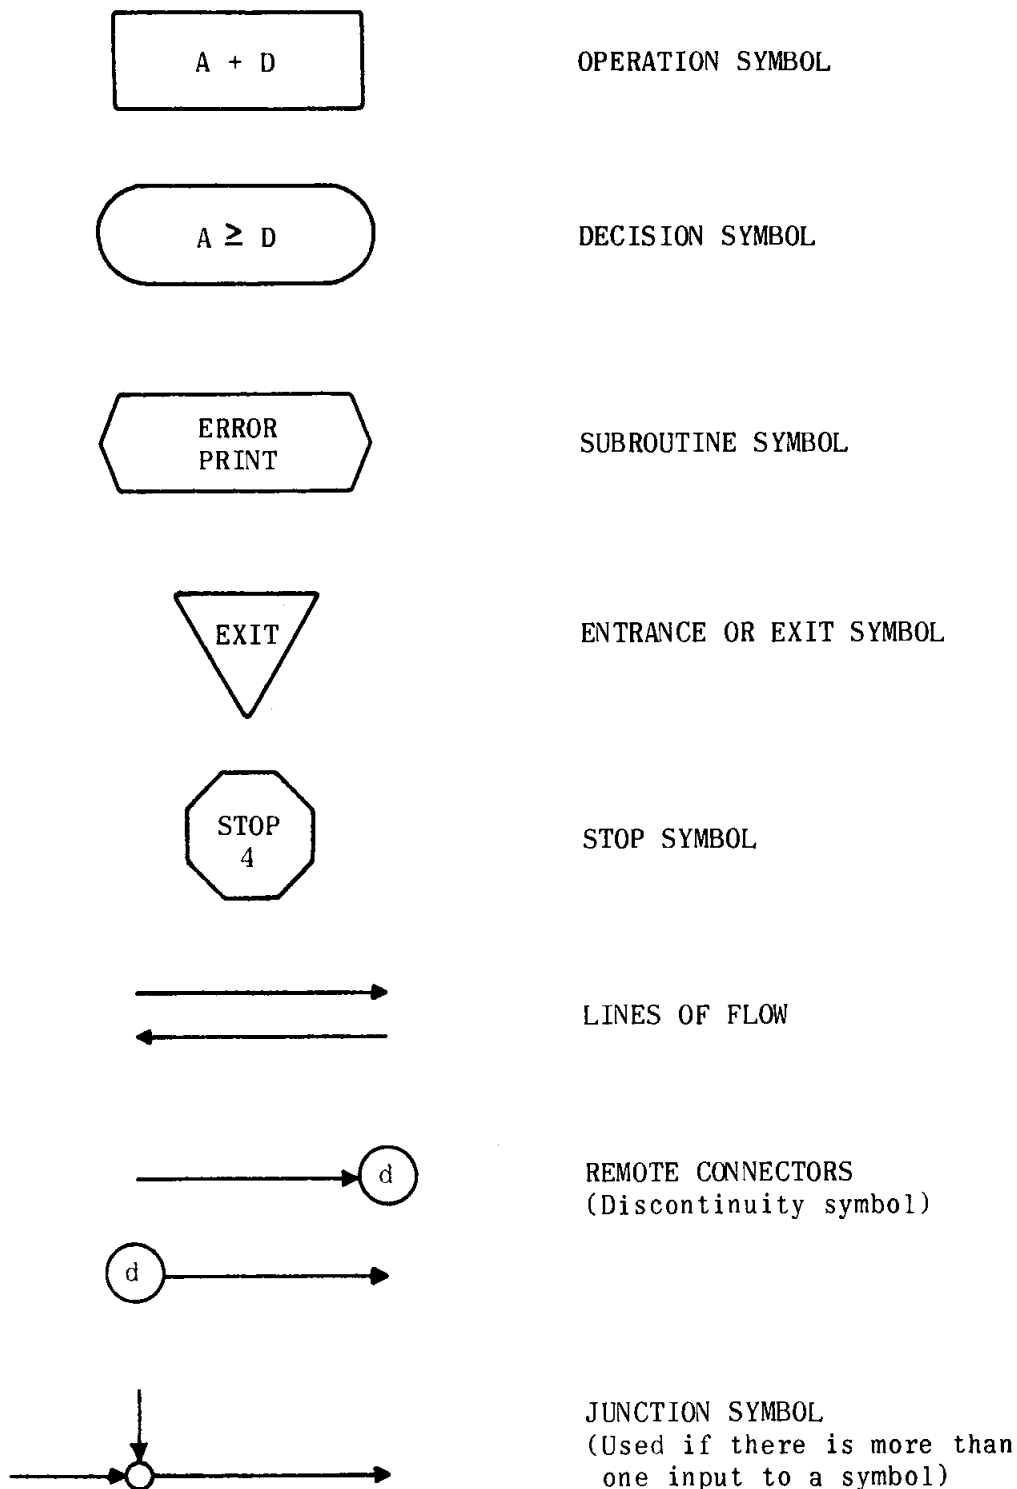 A + D OPERATION SYMBOL
A ≥ D DECISION SYMBOL
ERROR
PRINT
SUBROUTINE SYMBOL
EXIT ENTRANCE OR EXIT SYMBOL
STOP
4
STOP SYMBOL
LINES OF FLOW
d REMOTE CONNECTORS
(Discontinuity symbol)
d
JUNCTION SYMBOL
(Used if there is more than
one input to a symbol)